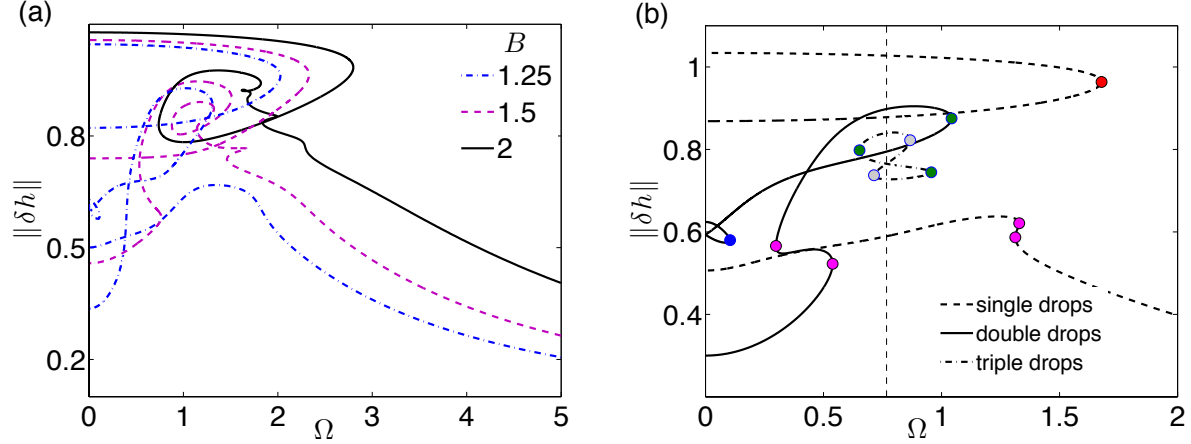 (a)
B
1.25
1.5
2
0.8
0.5
0.2
||δh||
0 1 2 3 4 5
Ω
(b)
1
0.8
0.6
0.4
||δh||
single drops
double drops
triple drops
0 0.5 1 1.5 2
Ω